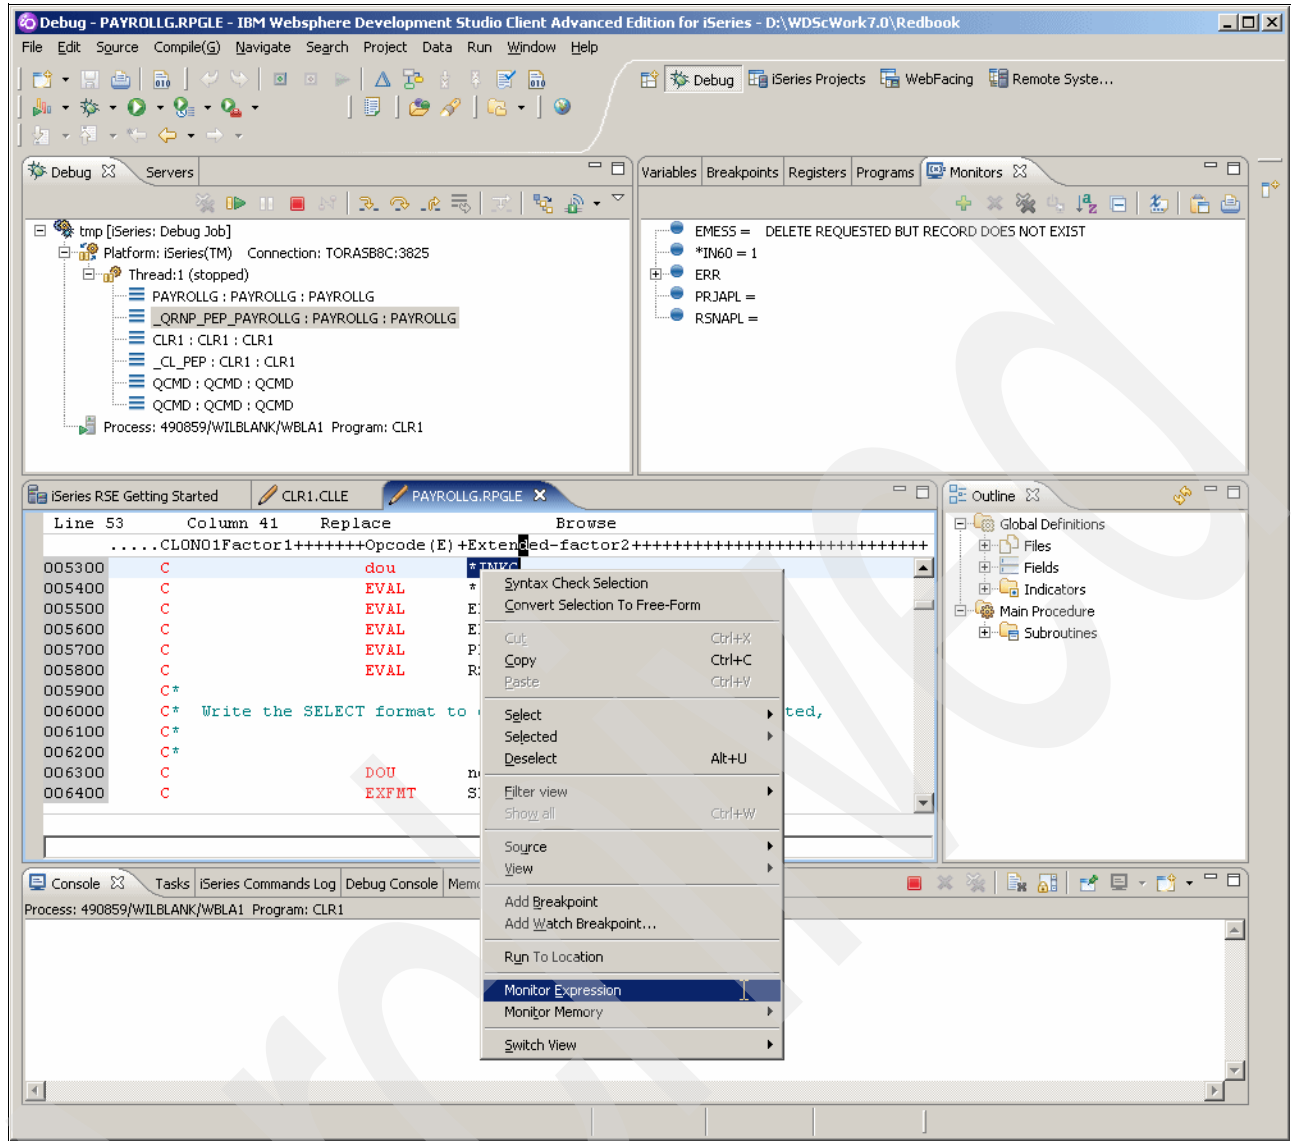 Debug - PAYROLLG.RPGLE - IBM Websphere Development Studio Client Advanced Edition for iSeries - D:\WDScWork7.0\Redbook
File Edit Source Compile(G) Navigate Search Project Data Run Window Help
Debug iSeries Projects WebFacing Remote Syste...
Debug Servers
tmp [iSeries: Debug Job]
Platform: iSeries(TM) Connection: TORASB8C:3825
Thread:1 (stopped)
PAYROLLG : PAYROLLG : PAYROLLG
_QRNP_PEP_PAYROLLG : PAYROLLG : PAYROLLG
CLR1 : CLR1 : CLR1
_CL_PEP : CLR1 : CLR1
QCMD : QCMD : QCMD
QCMD : QCMD : QCMD
Process: 490859/WILBLANK/WBLA1 Program: CLR1
Variables Breakpoints Registers Programs Monitors
EMESS = DELETE REQUESTED BUT RECORD DOES NOT EXIST
*IN60 = 1
ERR
PRJAPL =
RSNAPL =
iSeries RSE Getting Started CLR1.CLLE PAYROLLG.RPGLE
Line 53 Column 41 Replace Browse
.....CL0N01Factor1+++++++Opcode(E)+Extended-factor2++++++++++++++++++++++++++++
005300 C dou *INKC
005400 C EVAL *
005500 C EVAL
005600 C EVAL
005700 C EVAL
005800 C EVAL
005900 C*
006000 C* Write the SELECT format to ted,
006100 C*
006200 C*
006300 C DOU
006400 C EXFMT
Syntax Check Selection
Convert Selection To Free-Form
Cut Ctrl+X
Copy Ctrl+C
Paste Ctrl+V
Select
Selected
Deselect Alt+U
Filter view
Show all Ctrl+W
Source
View
Add Breakpoint
Add Watch Breakpoint...
Run To Location
Monitor Expression
Monitor Memory
Switch View
Outline
Global Definitions
Files
Fields
Indicators
Main Procedure
Subroutines
Console Tasks iSeries Commands Log Debug Console Memo
Process: 490859/WILBLANK/WBLA1 Program: CLR1